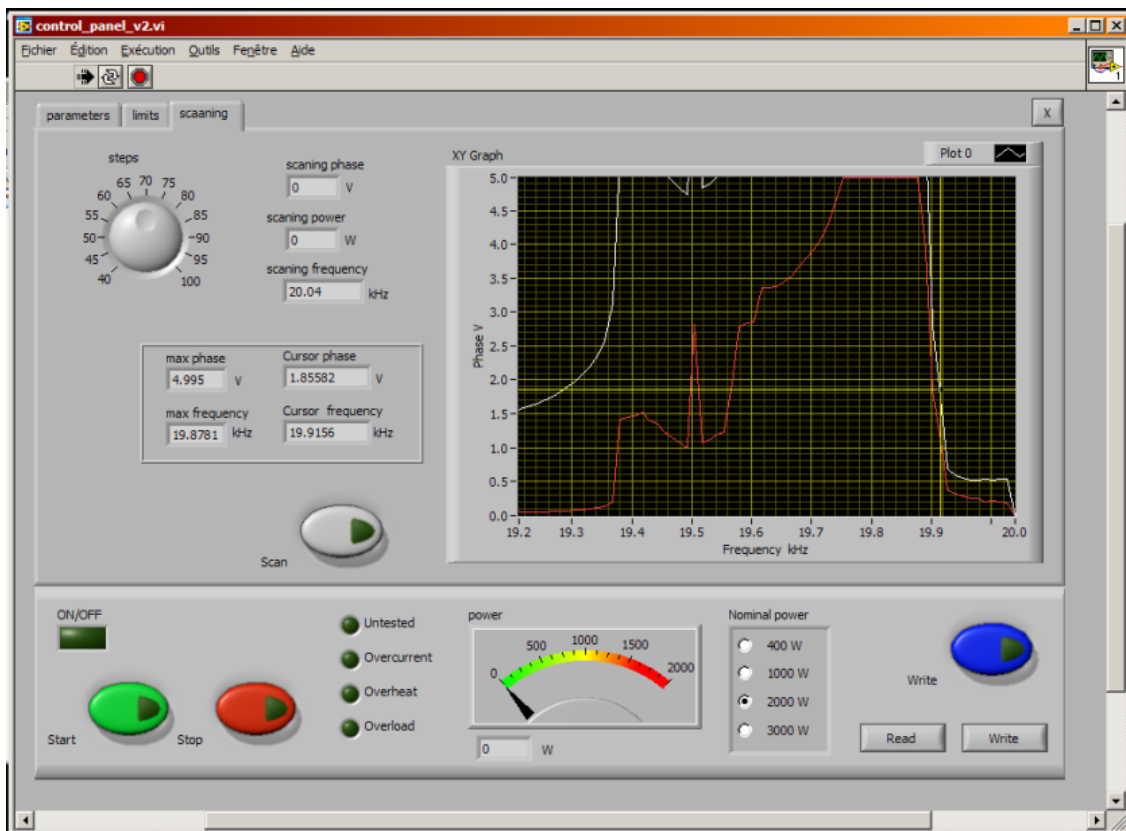 control_panel_v2.vi
Fichier Édition Exécution Outils Fenêtre Aide
1
parameters limits scaaning X
steps
40 45 50 55 60 65 70 75 80 85 90 95 100
scaning phase
0 V
scaning power
0 W
scaning frequency
20.04 kHz
max phase Cursor phase
4.995 V 1.85582 V
max frequency Cursor frequency
19.8781 kHz 19.9156 kHz
Scan
XY Graph Plot 0
Phase V
5.0
4.5
4.0
3.5
3.0
2.5
2.0
1.5
1.0
0.5
0.0
19.2 19.3 19.4 19.5 19.6 19.7 19.8 19.9 20.0
Frequency kHz
ON/OFF
Start Stop
Untested
Overcurrent
Overheat
Overload
power
0 500 1000 1500 2000
0 W
Nominal power
400 W
1000 W
2000 W
3000 W
Write
Read Write